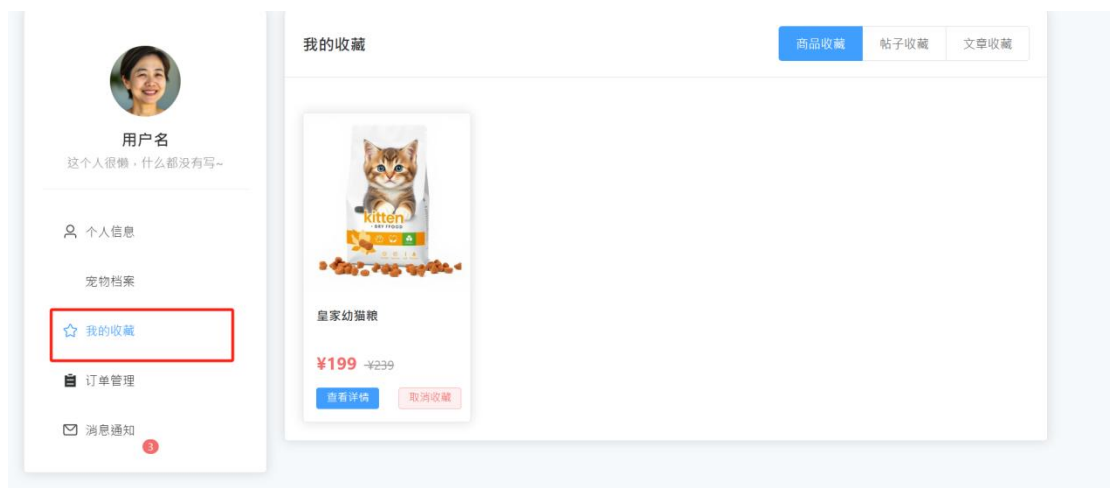 我的收藏
商品收藏
帖子收藏
文章收藏
用户名
这个人很懒，什么都没有写~
个人信息
宠物档案
我的收藏
订单管理
消息通知
3
kitten
皇家幼猫粮
¥199 ¥239
查看详情
取消收藏